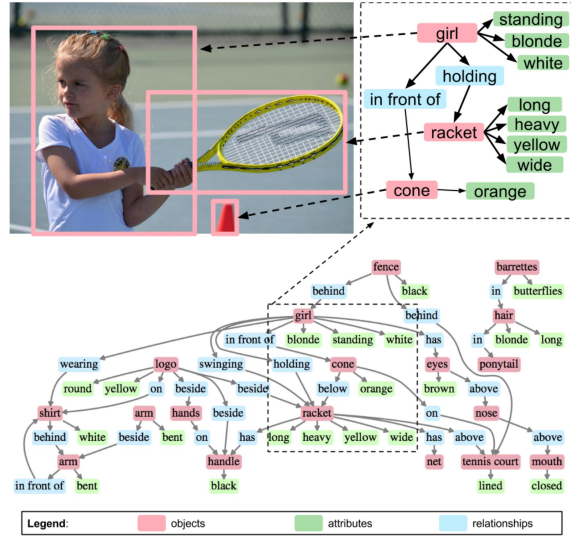 girl
standing
blonde
white
holding
in front of
racket
long
heavy
yellow
wide
cone
orange
fence
barrettes
behind
black
in
butterflies
girl
behind
hair
in front of
blonde
standing
white
has
in
blonde
long
wearing
logo
swinging
holding
cone
eyes
ponytail
round
yellow
on
beside
beside
below
orange
brown
above
shirt
arm
hands
beside
racket
on
nose
behind
white
beside
bent
on
has
long
heavy
yellow
wide
has
above
above
arm
handle
net
tennis court
mouth
in front of
bent
black
lined
closed
Legend: objects attributes relationships